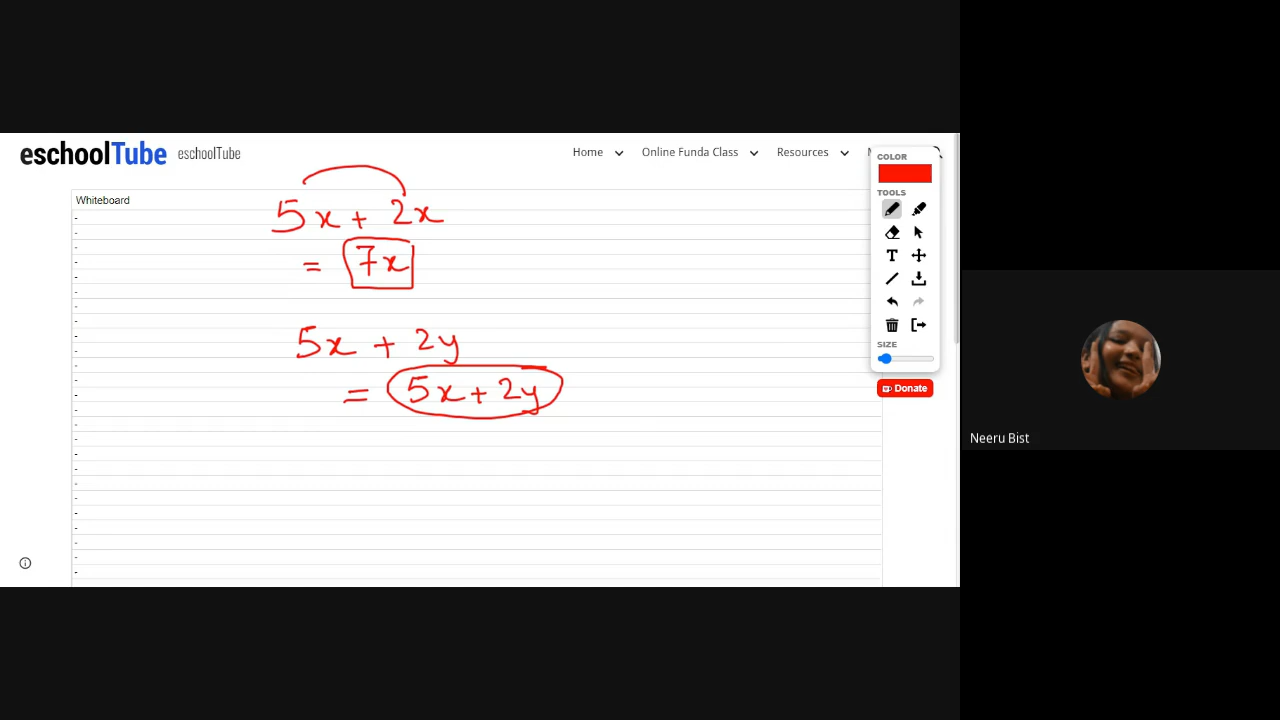 eschoolTube eschoolTube Home Online Funda Class Resources
COLOR
TOOLS
Whiteboard
5x + 2x
= 7x
5x + 2y
= 5x + 2y
T
SIZE
Donate
Neeru Bist